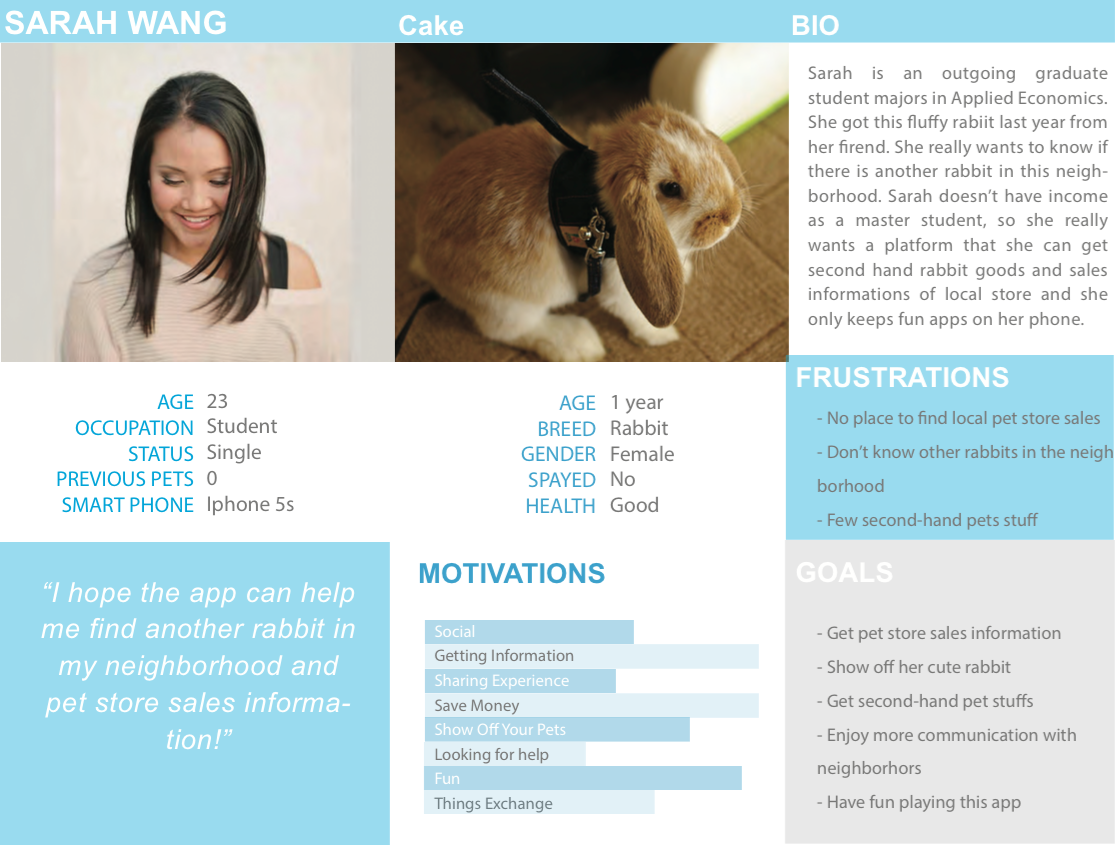 SARAH WANG
Cake
BIO
Sarah is an outgoing graduate
student majors in Applied Economics.
She got this fluffy rabiit last year from
her firend. She really wants to know if
there is another rabbit in this neigh-
borhood. Sarah doesn't have income
as a master student, so she really
wants a platform that she can get
second hand rabbit goods and sales
informations of local store and she
only keeps fun apps on her phone.
AGE 23
OCCUPATION Student
STATUS Single
PREVIOUS PETS 0
SMART PHONE Iphone 5s
AGE 1 year
BREED Rabbit
GENDER Female
SPAYED No
HEALTH Good
FRUSTRATIONS
- No place to find local pet store sales
- Don't know other rabbits in the neigh
borhood
- Few second-hand pets stuff
"I hope the app can help
me find another rabbit in
my neighborhood and
pet store sales informa-
tion!"
MOTIVATIONS
Social
Getting Information
Sharing Experience
Save Money
Show Off Your Pets
Looking for help
Fun
Things Exchange
GOALS
- Get pet store sales information
- Show off her cute rabbit
- Get second-hand pet stuffs
- Enjoy more communication with
neighborhors
- Have fun playing this app